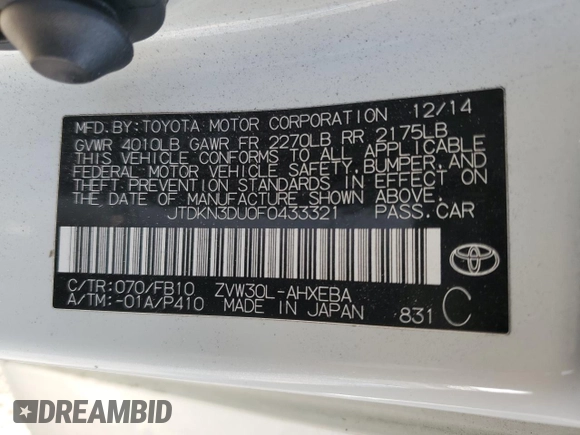 MFD. BY: TOYOTA MOTOR CORPORATION 12/14
GVWR 4010LB GAWR FR 2270LB RR 2175LB
THIS VEHICLE CONFORMS TO ALL APPLICABLE
FEDERAL MOTOR VEHICLE SAFETY, BUMPER, AND
THEFT PREVENTION STANDARDS IN EFFECT ON
THE DATE OF MANUFACTURE SHOWN ABOVE.
JTDKN3DU0F0433321 PASS. CAR
C/TR: 070/FB10 ZVW30L-AHXEBA
A/TM: -01A/P410 MADE IN JAPAN 831 C
DREAMBID